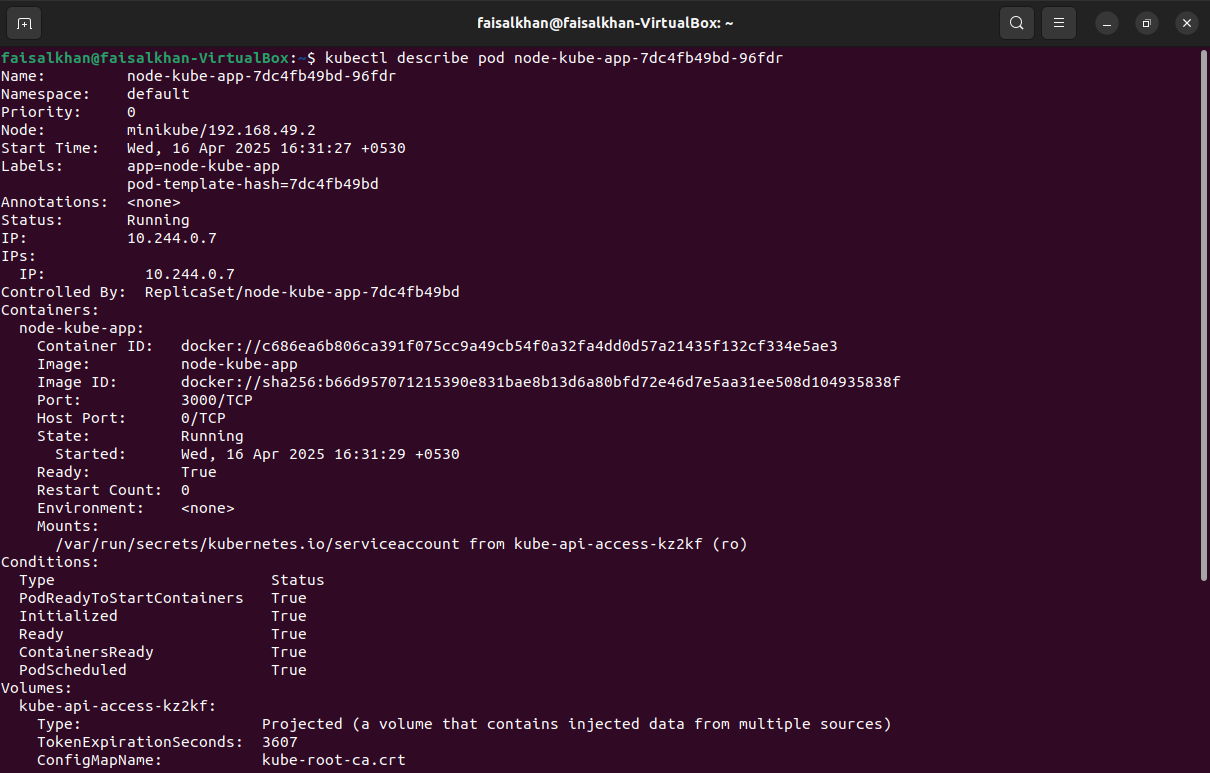 faisalkhan@faisalkhan-VirtualBox: ~
faisalkhan@faisalkhan-VirtualBox:~$ kubectl describe pod node-kube-app-7dc4fb49bd-96fdr
Name:         node-kube-app-7dc4fb49bd-96fdr
Namespace:    default
Priority:     0
Node:         minikube/192.168.49.2
Start Time:   Wed, 16 Apr 2025 16:31:27 +0530
Labels:       app=node-kube-app
              pod-template-hash=7dc4fb49bd
Annotations:  <none>
Status:       Running
IP:           10.244.0.7
IPs:
  IP:           10.244.0.7
Controlled By:  ReplicaSet/node-kube-app-7dc4fb49bd
Containers:
  node-kube-app:
    Container ID:   docker://c686ea6b806ca391f075cc9a49cb54f0a32fa4dd0d57a21435f132cf334e5ae3
    Image:          node-kube-app
    Image ID:       docker://sha256:b66d957071215390e831bae8b13d6a80bfd72e46d7e5aa31ee508d104935838f
    Port:           3000/TCP
    Host Port:      0/TCP
    State:          Running
      Started:      Wed, 16 Apr 2025 16:31:29 +0530
    Ready:          True
    Restart Count:  0
    Environment:    <none>
    Mounts:
      /var/run/secrets/kubernetes.io/serviceaccount from kube-api-access-kz2kf (ro)
Conditions:
  Type                        Status
  PodReadyToStartContainers   True
  Initialized                 True
  Ready                       True
  ContainersReady             True
  PodScheduled                True
Volumes:
  kube-api-access-kz2kf:
    Type:                    Projected (a volume that contains injected data from multiple sources)
    TokenExpirationSeconds:  3607
    ConfigMapName:           kube-root-ca.crt